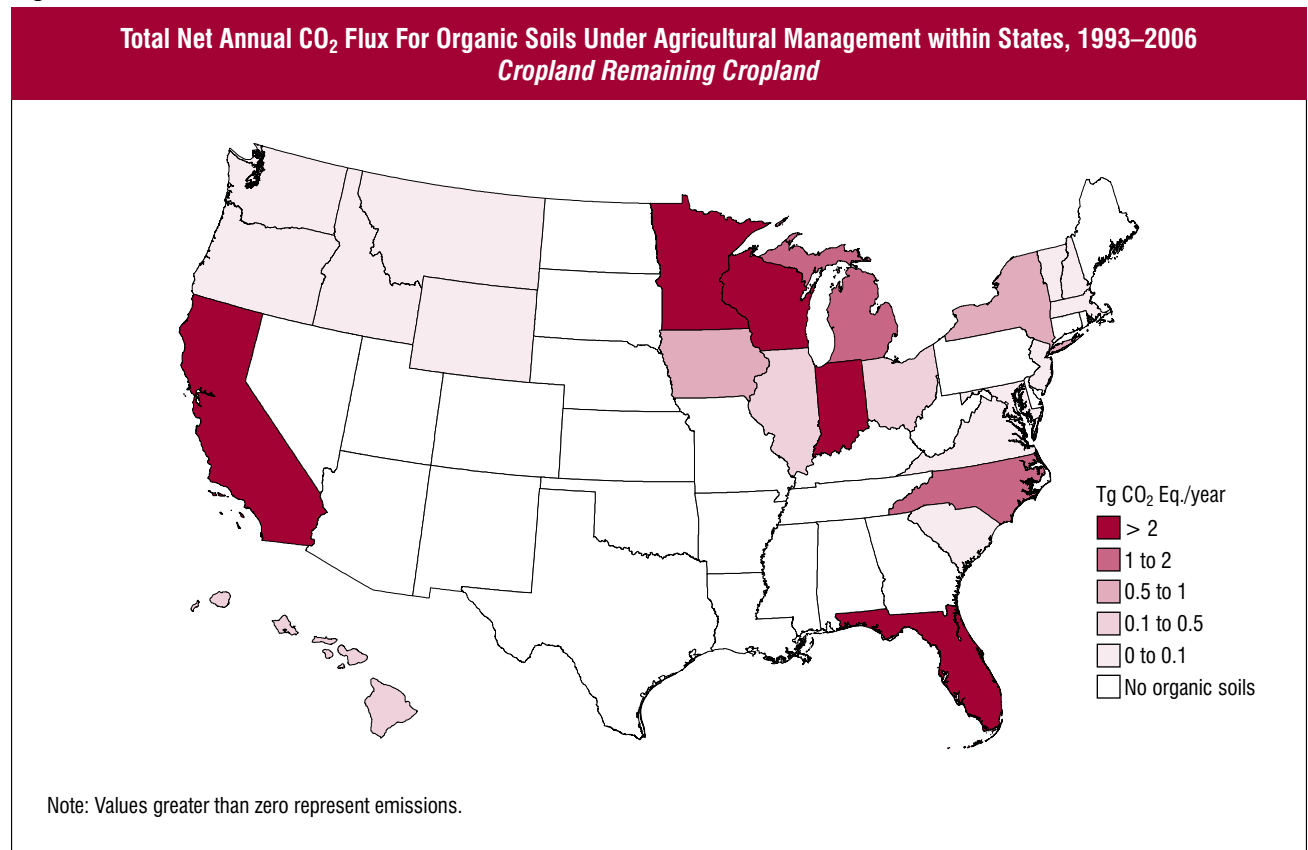 Total Net Annual CO₂ Flux For Organic Soils Under Agricultural Management within States, 1993–2006
Cropland Remaining Cropland
Tg CO₂ Eq./year
> 2
1 to 2
0.5 to 1
0.1 to 0.5
0 to 0.1
No organic soils
Note: Values greater than zero represent emissions.